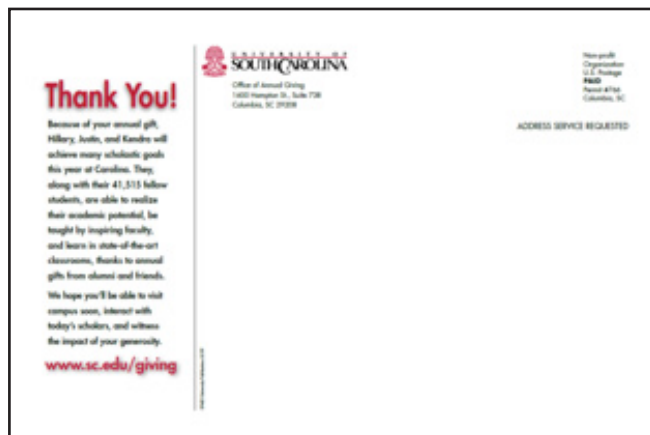 Thank You!
Because of your annual gift,
Hillary, Justin, and Kendra will
achieve many scholastic goals
this year at Carolina. They,
along with their 41,515 fellow
students, are able to realize
their academic potential, be
taught by inspiring faculty,
and learn in state-of-the-art
classrooms, thanks to annual
gifts from alumni and friends.
We hope you'll be able to visit
campus soon, interact with
today's scholars, and witness
the impact of your generosity.
www.sc.edu/giving
UNIVERSITY OF
SOUTH CAROLINA
Office of Annual Giving
1600 Hampton St., Suite 736
Columbia, SC 29208
Non-profit
Organization
U.S. Postage
PAID
Permit #766
Columbia, SC
ADDRESS SERVICE REQUESTED